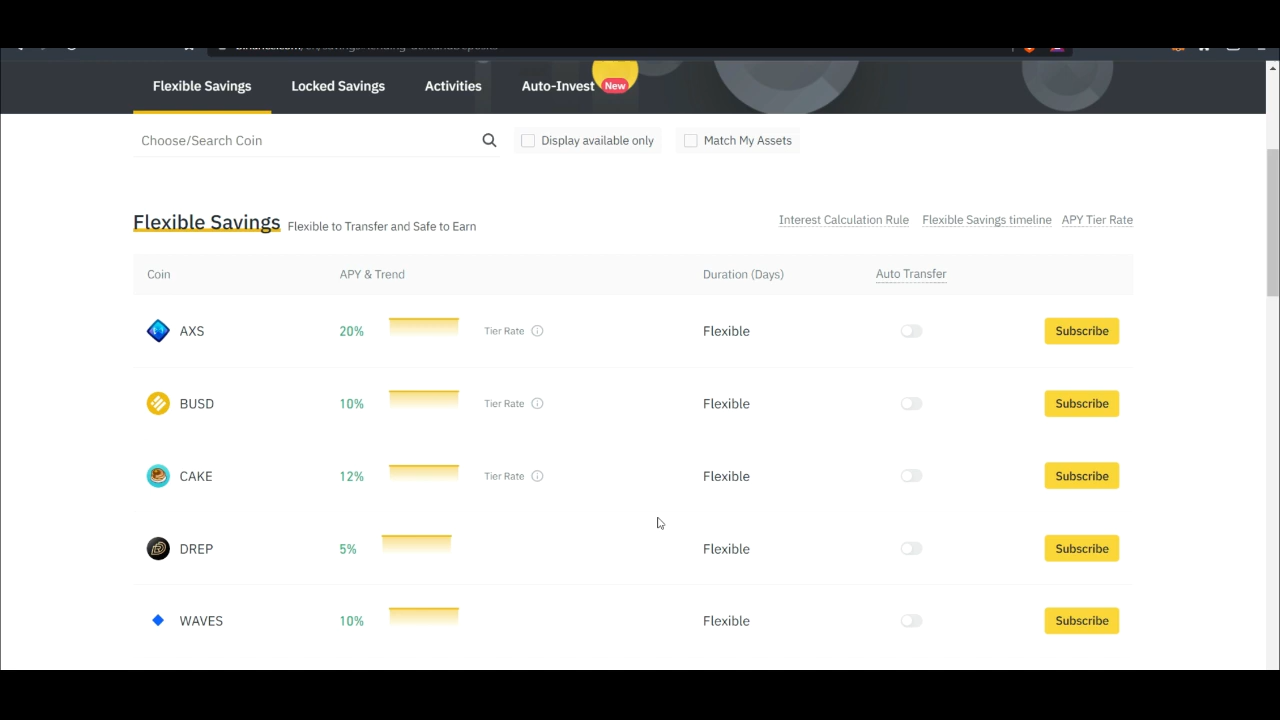 Flexible Savings Locked Savings Activities Auto-Invest New
Choose/Search Coin Display available only Match My Assets
Flexible Savings Flexible to Transfer and Safe to Earn Interest Calculation Rule Flexible Savings timeline APY Tier Rate
Coin APY & Trend Duration (Days) Auto Transfer
AXS 20% Tier Rate Flexible Subscribe
BUSD 10% Tier Rate Flexible Subscribe
CAKE 12% Tier Rate Flexible Subscribe
DREP 5% Flexible Subscribe
WAVES 10% Flexible Subscribe